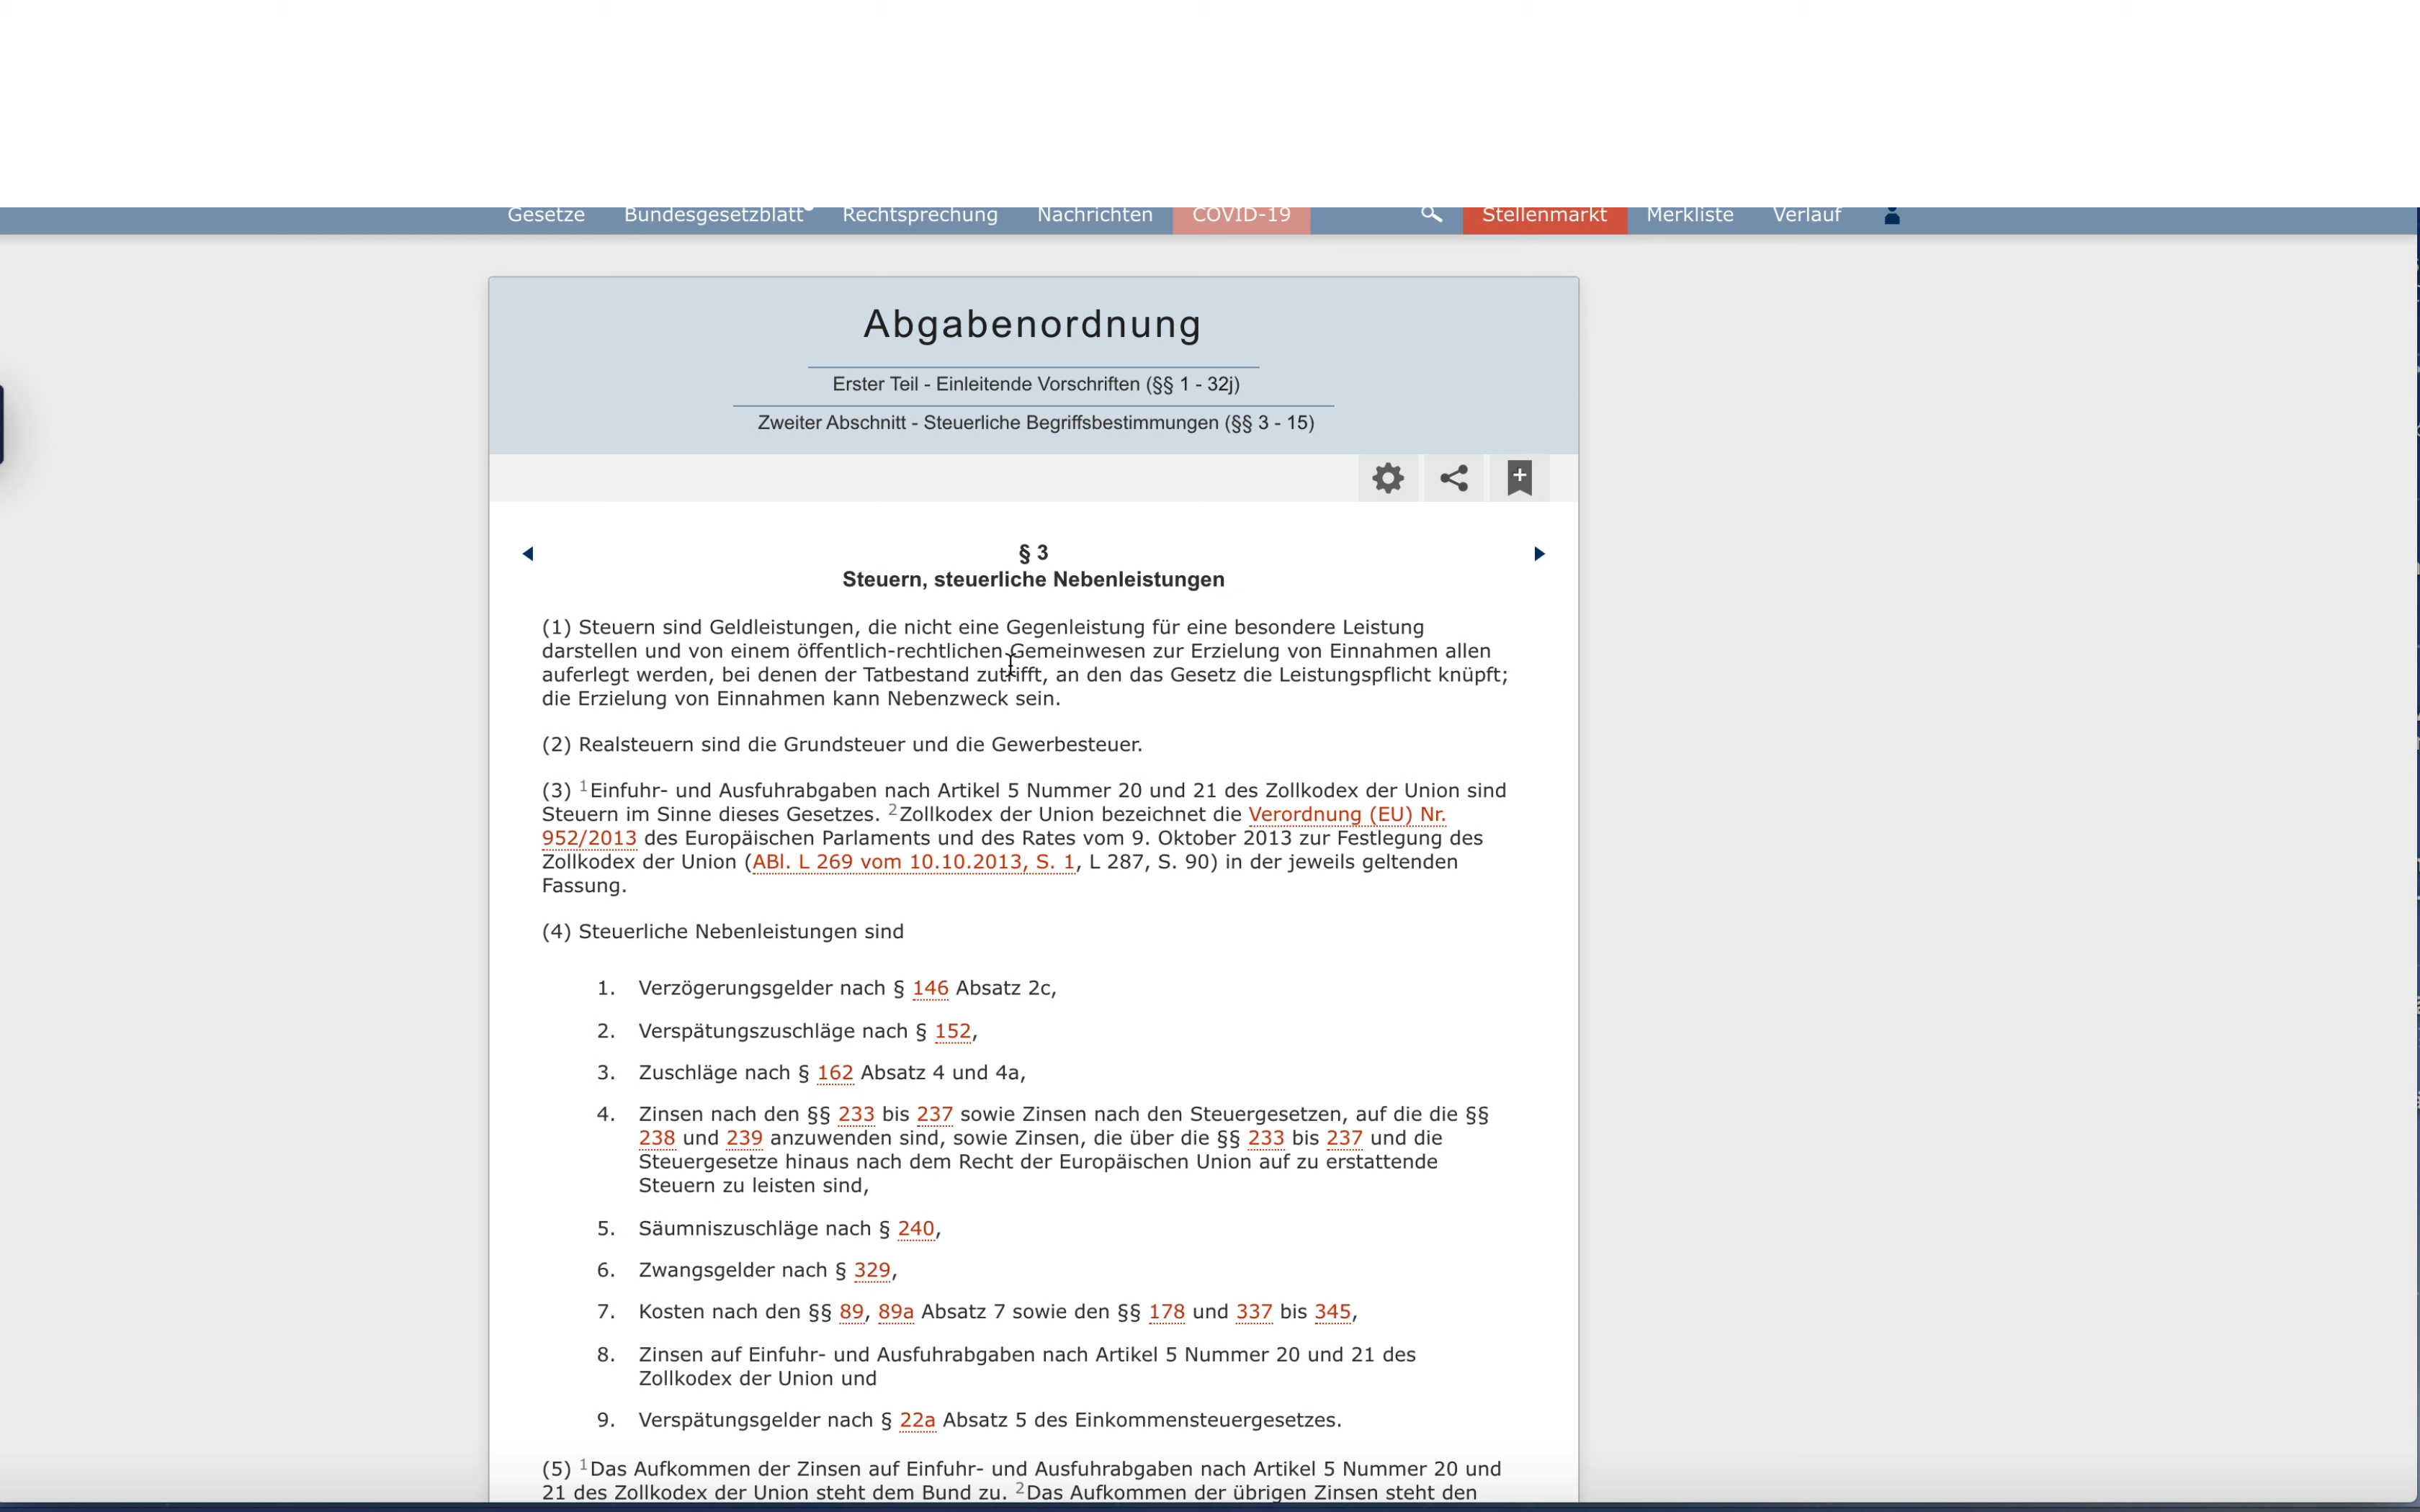 Gesetze Bundesgesetzblatt Rechtsprechung Nachrichten COVID-19 Stellenmarkt Merkliste Verlauf
Abgabenordnung
Erster Teil - Einleitende Vorschriften (§§ 1 - 32j)
Zweiter Abschnitt - Steuerliche Begriffsbestimmungen (§§ 3 - 15)
§ 3
Steuern, steuerliche Nebenleistungen
(1) Steuern sind Geldleistungen, die nicht eine Gegenleistung für eine besondere Leistung
darstellen und von einem öffentlich-rechtlichen Gemeinwesen zur Erzielung von Einnahmen allen
auferlegt werden, bei denen der Tatbestand zutrifft, an den das Gesetz die Leistungspflicht knüpft;
die Erzielung von Einnahmen kann Nebenzweck sein.
(2) Realsteuern sind die Grundsteuer und die Gewerbesteuer.
(3) ¹Einfuhr- und Ausfuhrabgaben nach Artikel 5 Nummer 20 und 21 des Zollkodex der Union sind
Steuern im Sinne dieses Gesetzes. ²Zollkodex der Union bezeichnet die Verordnung (EU) Nr.
952/2013 des Europäischen Parlaments und des Rates vom 9. Oktober 2013 zur Festlegung des
Zollkodex der Union (ABl. L 269 vom 10.10.2013, S. 1, L 287, S. 90) in der jeweils geltenden
Fassung.
(4) Steuerliche Nebenleistungen sind
1. Verzögerungsgelder nach § 146 Absatz 2c,
2. Verspätungszuschläge nach § 152,
3. Zuschläge nach § 162 Absatz 4 und 4a,
4. Zinsen nach den §§ 233 bis 237 sowie Zinsen nach den Steuergesetzen, auf die die §§
238 und 239 anzuwenden sind, sowie Zinsen, die über die §§ 233 bis 237 und die
Steuergesetze hinaus nach dem Recht der Europäischen Union auf zu erstattende
Steuern zu leisten sind,
5. Säumniszuschläge nach § 240,
6. Zwangsgelder nach § 329,
7. Kosten nach den §§ 89, 89a Absatz 7 sowie den §§ 178 und 337 bis 345,
8. Zinsen auf Einfuhr- und Ausfuhrabgaben nach Artikel 5 Nummer 20 und 21 des
Zollkodex der Union und
9. Verspätungsgelder nach § 22a Absatz 5 des Einkommensteuergesetzes.
(5) ¹Das Aufkommen der Zinsen auf Einfuhr- und Ausfuhrabgaben nach Artikel 5 Nummer 20 und
21 des Zollkodex der Union steht dem Bund zu. ²Das Aufkommen der übrigen Zinsen steht den